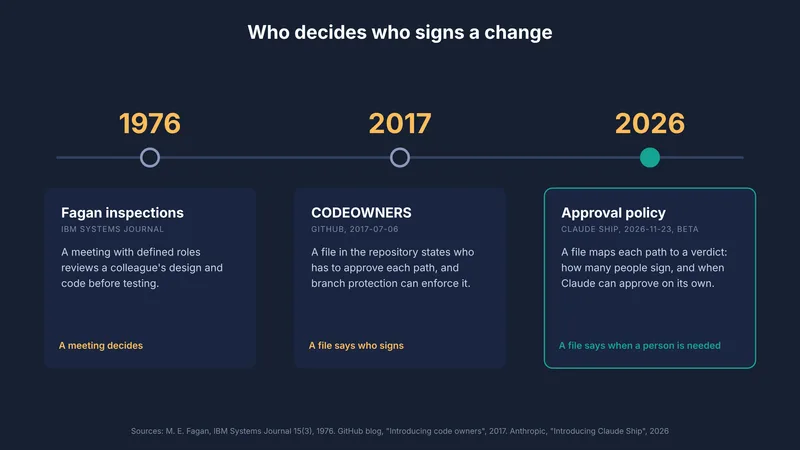 Who decides who signs a change
1976
2017
2026
Fagan inspections
IBM SYSTEMS JOURNAL
A meeting with defined roles
reviews a colleague's design and
code before testing.
A meeting decides
CODEOWNERS
GITHUB, 2017-07-06
A file in the repository states who
has to approve each path, and
branch protection can enforce it.
A file says who signs
Approval policy
CLAUDE SHIP, 2026-11-23, BETA
A file maps each path to a verdict:
how many people sign, and when
Claude can approve on its own.
A file says when a person is needed
Sources: M. E. Fagan, IBM Systems Journal 15(3), 1976. GitHub blog, "Introducing code owners", 2017. Anthropic, "Introducing Claude Ship", 2026